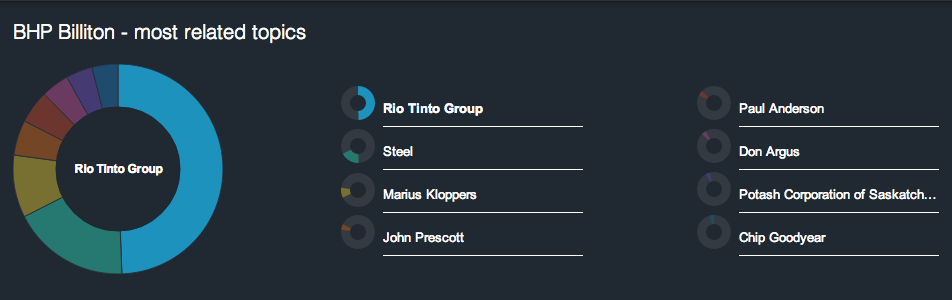 BHP Billiton - most related topics
Rio Tinto Group
Rio Tinto Group
Steel
Marius Kloppers
John Prescott
Paul Anderson
Don Argus
Potash Corporation of Saskatch...
Chip Goodyear